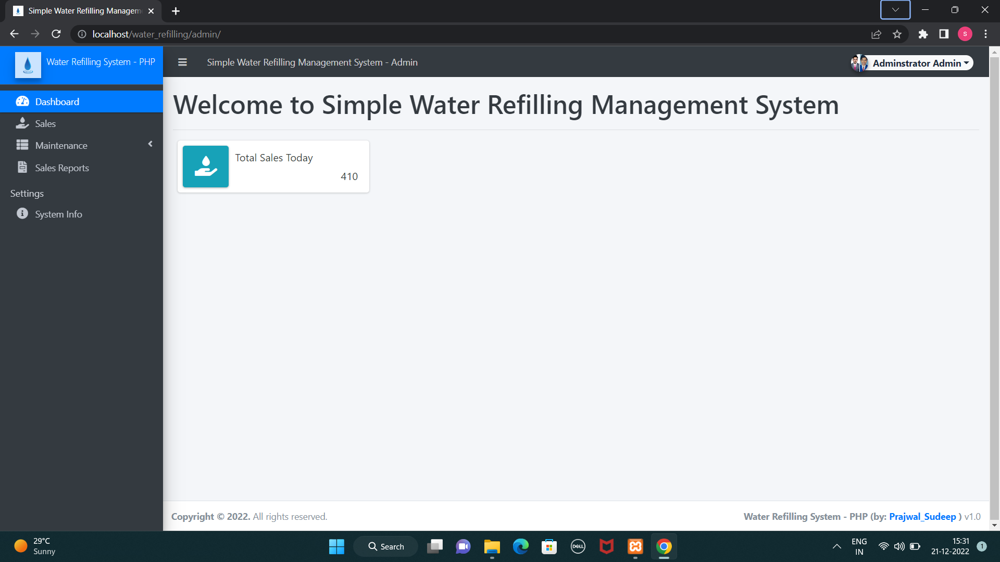 Simple Water Refilling Managem
localhost/water_refilling/admin/
S
Water Refilling System - PHP
Simple Water Refilling Management System - Admin
Adminstrator Admin
Dashboard
Sales
Maintenance
Sales Reports
Settings
System Info
Welcome to Simple Water Refilling Management System
Total Sales Today
410
Copyright © 2022. All rights reserved.
Water Refilling System - PHP (by: Prajwal_Sudeep ) v1.0
29°C
Sunny
Search
DELL
ENG
IN
15:31
21-12-2022
1